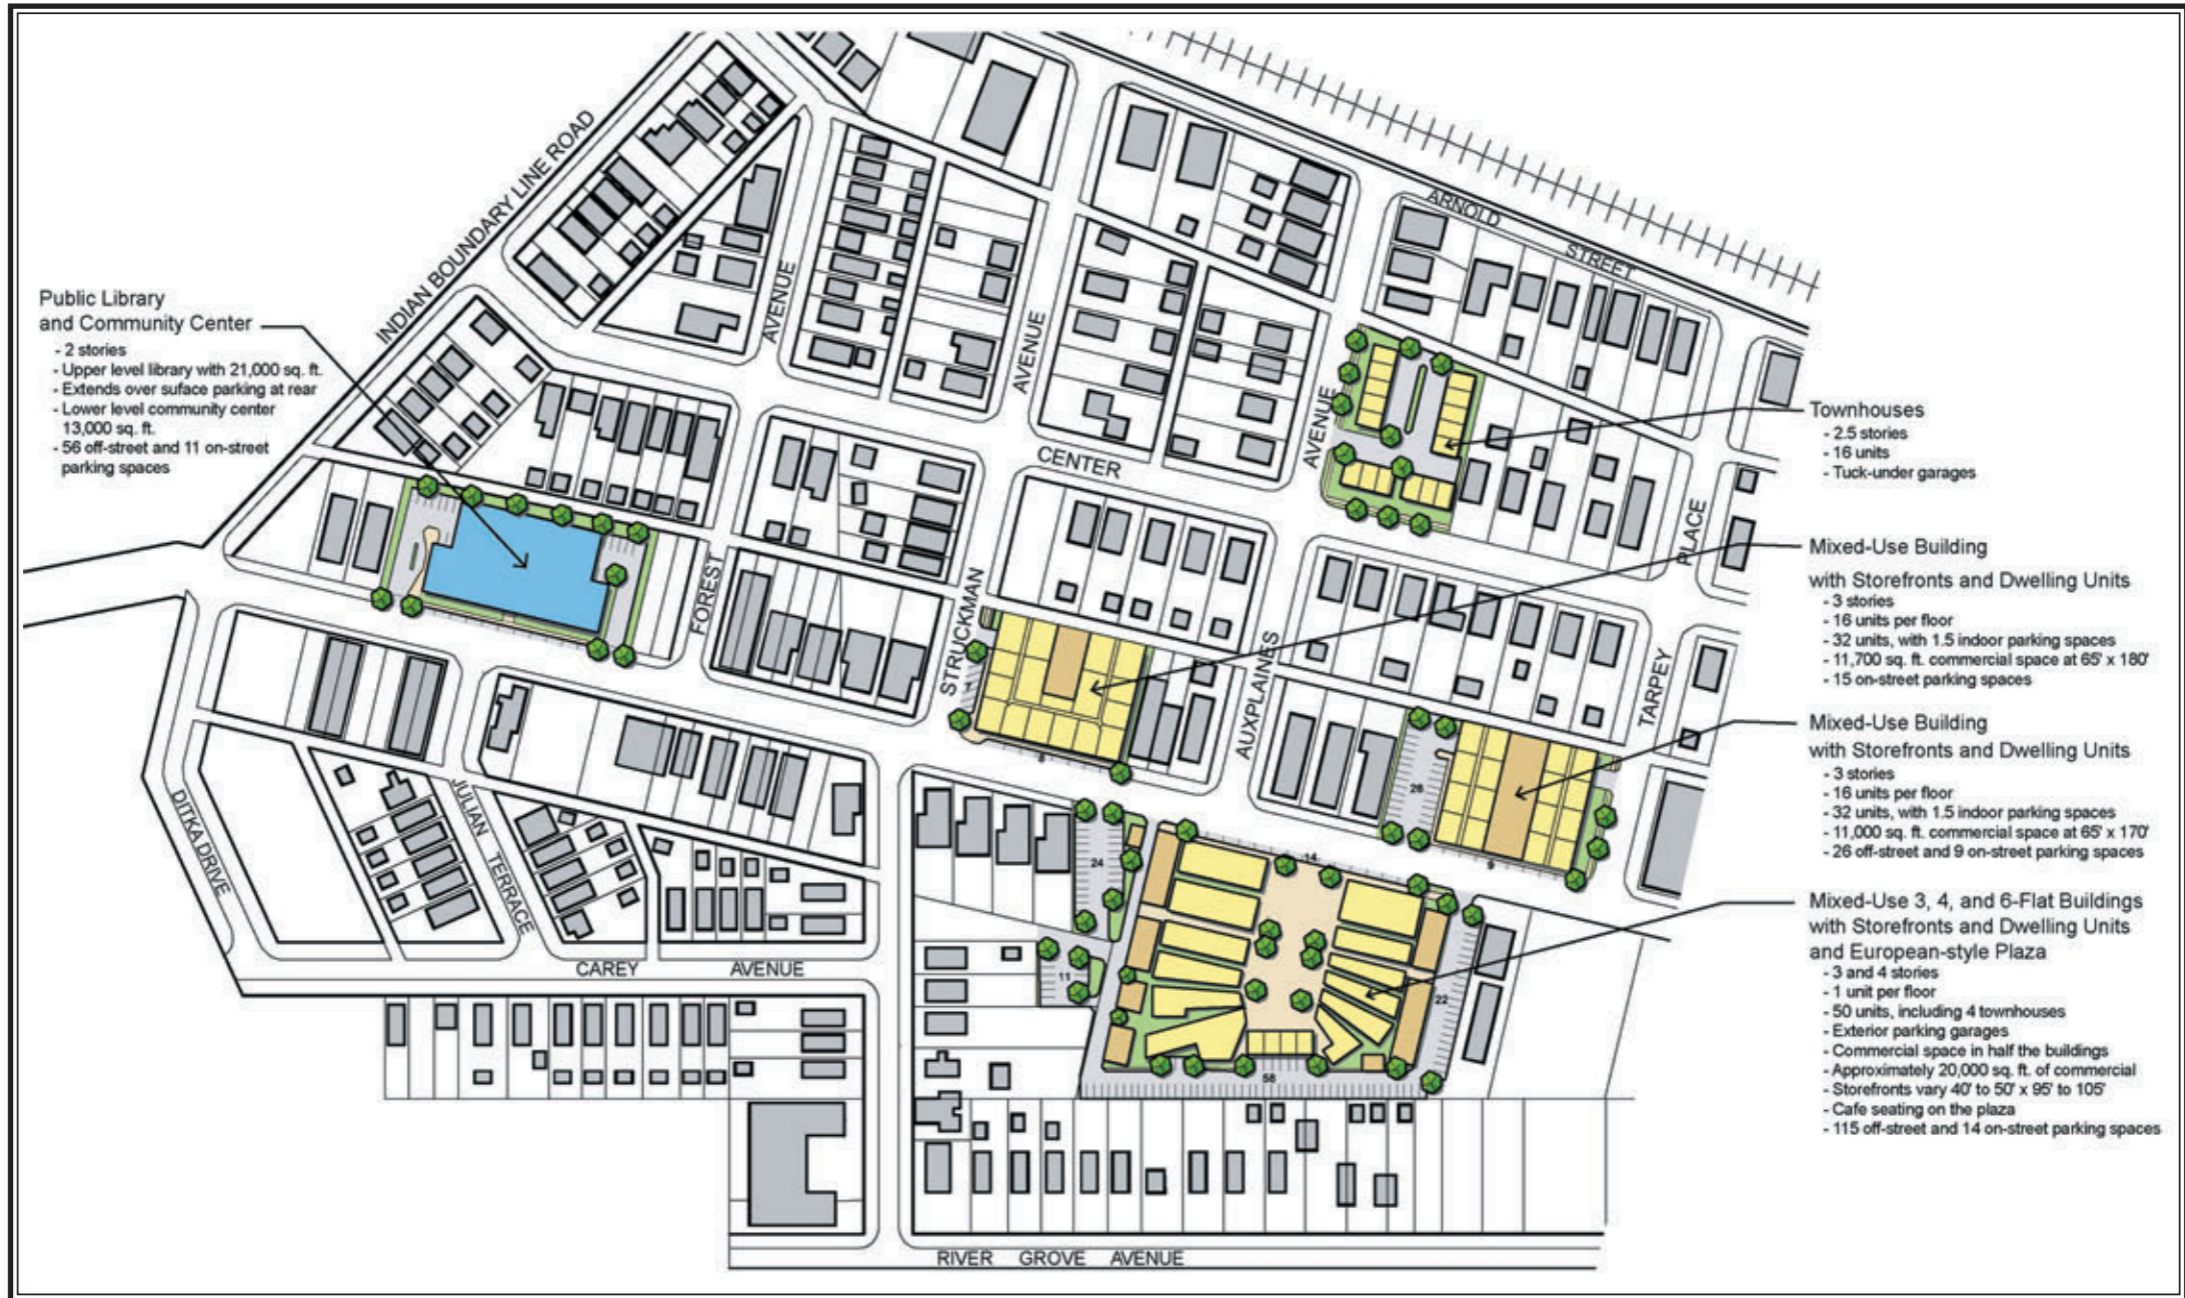 INDIAN BOUNDARY LINE ROAD
ARNOLD
STREET
Public Library
and Community Center
- 2 stories
- Upper level library with 21,000 sq. ft.
- Extends over suface parking at rear
- Lower level community center
13,000 sq. ft.
- 56 off-street and 11 on-street
parking spaces
AVENUE
AVENUE
AVENUE
CENTER
Townhouses
- 2.5 stories
- 16 units
- Tuck-under garages
PLACE
Mixed-Use Building
with Storefronts and Dwelling Units
- 3 stories
- 16 units per floor
- 32 units, with 1.5 indoor parking spaces
- 11,700 sq. ft. commercial space at 65' x 180'
- 15 on-street parking spaces
FOREST
STRUCKMAN
AUXPLAINES
TARPEY
Mixed-Use Building
with Storefronts and Dwelling Units
- 3 stories
- 16 units per floor
- 32 units, with 1.5 indoor parking spaces
- 11,000 sq. ft. commercial space at 65' x 170'
- 26 off-street and 9 on-street parking spaces
26
9
14
24
11
22
58
DITKA DRIVE
JULIAN TERRACE
CAREY AVENUE
Mixed-Use 3, 4, and 6-Flat Buildings
with Storefronts and Dwelling Units
and European-style Plaza
- 3 and 4 stories
- 1 unit per floor
- 50 units, including 4 townhouses
- Exterior parking garages
- Commercial space in half the buildings
- Approximately 20,000 sq. ft. of commercial
- Storefronts vary 40' to 50' x 95' to 105'
- Cafe seating on the plaza
- 115 off-street and 14 on-street parking spaces
RIVER GROVE AVENUE